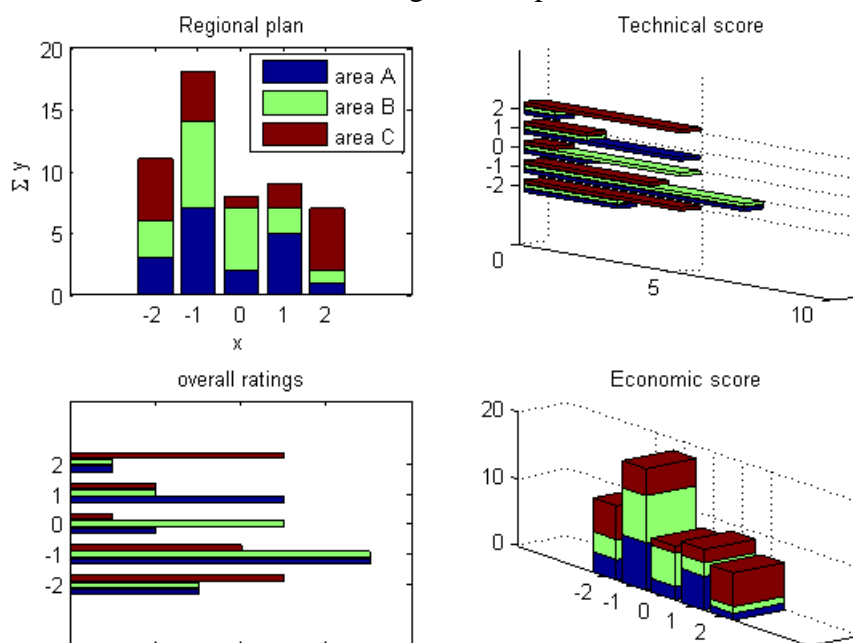 Regional plan
20
15
10
5
0
Σ y
area A
area B
area C
-2 -1 0 1 2
x
Technical score
2
1
0
-1
-2
0
5
10
overall ratings
2
1
0
-1
-2
Economic score
20
10
0
-2
-1
0
1
2